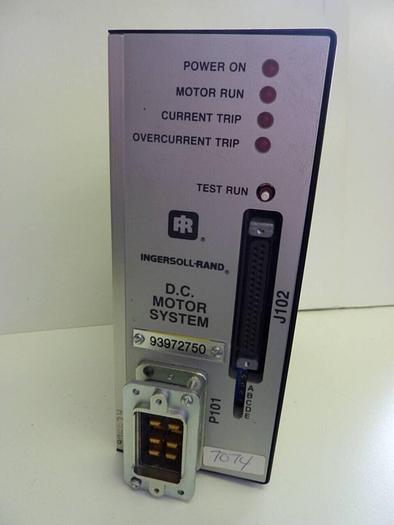 POWER ON
MOTOR RUN
CURRENT TRIP
OVERCURRENT TRIP
TEST RUN
IR ®
INGERSOLL-RAND®
D.C.
MOTOR
SYSTEM
93972750
J102
P101
A
B
C
D
E
7074